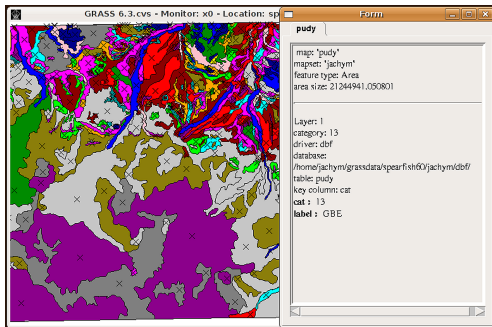 GRASS 6.3.cvs - Monitor: x0 - Location: sp
Form
pudy
map: "pudy"
mapset: "jachym"
feature type: Area
area size: 21244941.050801
Layer: 1
category: 13
driver: dbf
database:
/home/jachym/grassdata/spearfish60/jachym/dbf/
table: pudy
key column: cat
cat : 13
label : GBE